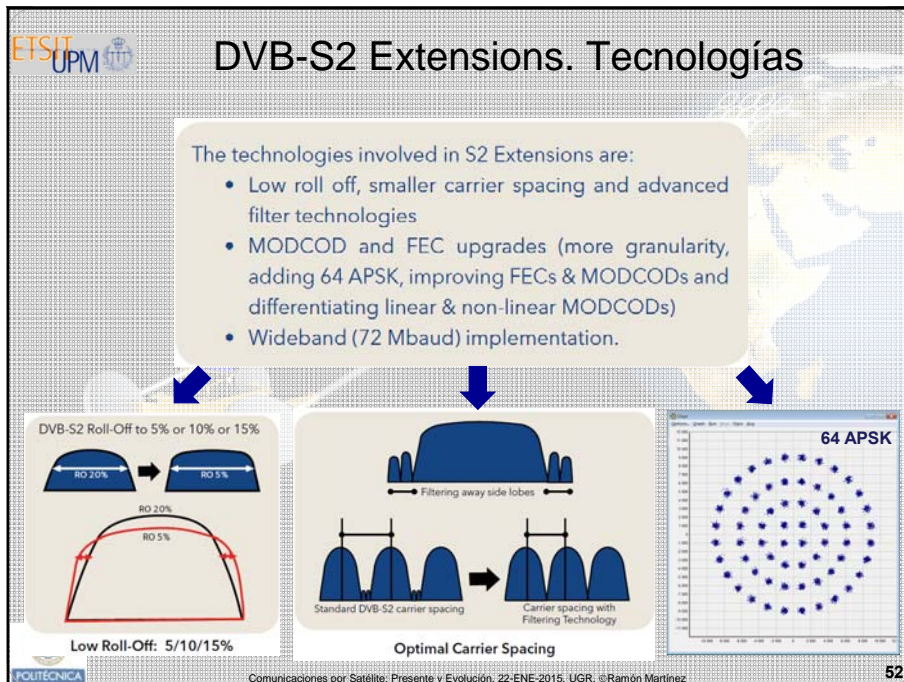 ETSIT
UPM
DVB-S2 Extensions. Tecnologías
The technologies involved in S2 Extensions are:
• Low roll off, smaller carrier spacing and advanced
filter technologies
• MODCOD and FEC upgrades (more granularity,
adding 64 APSK, improving FECs & MODCODs and
differentiating linear & non-linear MODCODs)
• Wideband (72 Mbaud) implementation.
DVB-S2 Roll-Off to 5% or 10% or 15%
RO 20%
RO 5%
RO 20%
RO 5%
Low Roll-Off: 5/10/15%
Filtering away side lobes
Standard DVB-S2 carrier spacing
Carrier spacing with
Filtering Technology
Optimal Carrier Spacing
64 APSK
POLITÉCNICA
Comunicaciones por Satélite: Presente y Evolución, 22-ENE-2015, UGR, ©Ramón Martínez
52